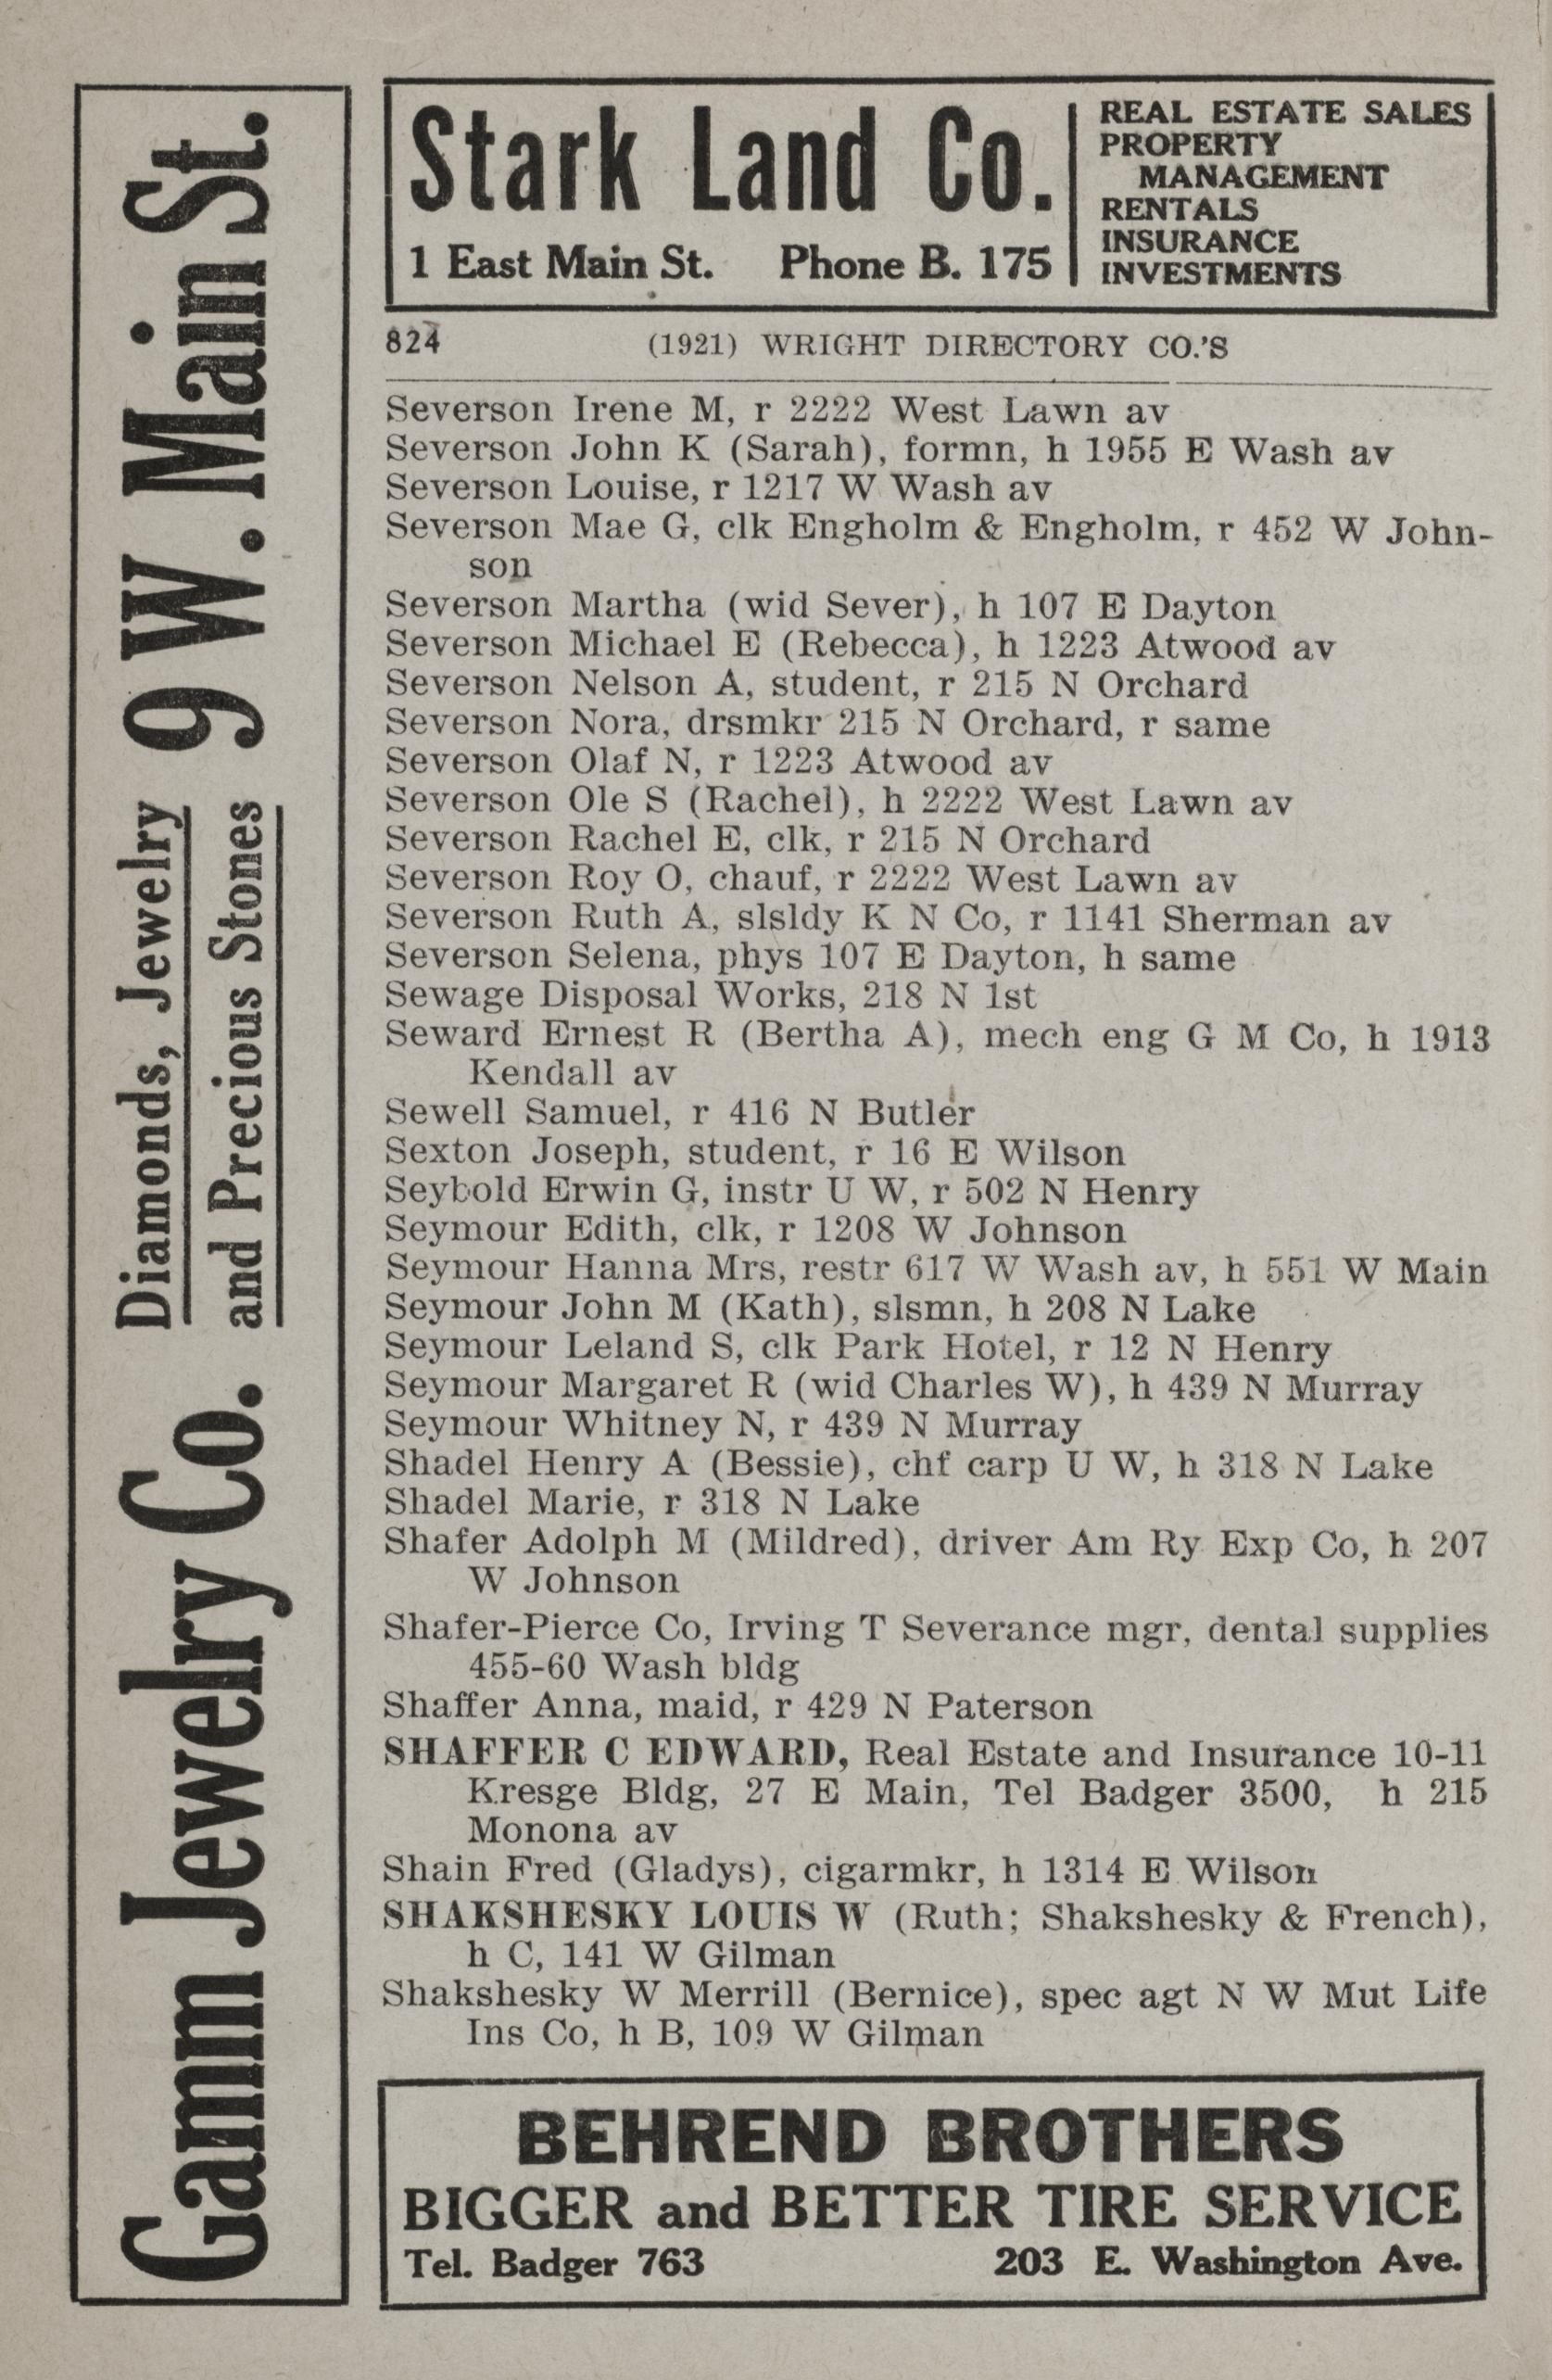 Stark Land Co.
1 East Main St. Phone B. 175
REAL ESTATE SALES
PROPERTY
MANAGEMENT
RENTALS
INSURANCE
INVESTMENTS
824 (1921) WRIGHT DIRECTORY CO.'S
Severson Irene M, r 2222 West Lawn av
Severson John K (Sarah), formn, h 1955 E Wash av
Severson Louise, r 1217 W Wash av
Severson Mae G, clk Engholm & Engholm, r 452 W John-
son
Severson Martha (wid Sever), h 107 E Dayton
Severson Michael E (Rebecca), h 1223 Atwood av
Severson Nelson A, student, r 215 N Orchard
Severson Nora, drsmkr 215 N Orchard, r same
Severson Olaf N, r 1223 Atwood av
Severson Ole S (Rachel), h 2222 West Lawn av
Severson Rachel E, clk, r 215 N Orchard
Severson Roy O, chauf, r 2222 West Lawn av
Severson Ruth A, slsldy K N Co, r 1141 Sherman av
Severson Selena, phys 107 E Dayton, h same
Sewage Disposal Works, 218 N 1st
Seward Ernest R (Bertha A), mech eng G M Co, h 1913
Kendall av
Sewell Samuel, r 416 N Butler
Sexton Joseph, student, r 16 E Wilson
Seybold Erwin G, instr U W, r 502 N Henry
Seymour Edith, clk, r 1208 W Johnson
Seymour Hanna Mrs, restr 617 W Wash av, h 551 W Main
Seymour John M (Kath), slsmn, h 208 N Lake
Seymour Leland S, clk Park Hotel, r 12 N Henry
Seymour Margaret R (wid Charles W), h 439 N Murray
Seymour Whitney N, r 439 N Murray
Shadel Henry A (Bessie), chf carp U W, h 318 N Lake
Shadel Marie, r 318 N Lake
Shafer Adolph M (Mildred), driver Am Ry Exp Co, h 207
W Johnson
Shafer-Pierce Co, Irving T Severance mgr, dental supplies
455-60 Wash bldg
Shaffer Anna, maid, r 429 N Paterson
SHAFFER C EDWARD, Real Estate and Insurance 10-11
Kresge Bldg, 27 E Main, Tel Badger 3500, h 215
Monona av
Shain Fred (Gladys), cigarmkr, h 1314 E Wilson
SHAKSHESKY LOUIS W (Ruth; Shakshesky & French),
h C, 141 W Gilman
Shakshesky W Merrill (Bernice), spec agt N W Mut Life
Ins Co, h B, 109 W Gilman
BEHREND BROTHERS
BIGGER and BETTER TIRE SERVICE
Tel. Badger 763 203 E. Washington Ave.
Gamm Jewelry Co. Diamonds, Jewelry
and Precious Stones 9 W. Main St.